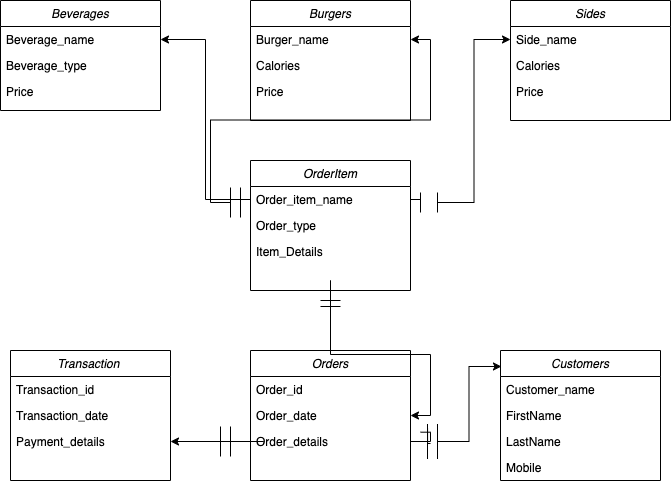 Beverages
Beverage_name
Beverage_type
Price
Burgers
Burger_name
Calories
Price
Sides
Side_name
Calories
Price
OrderItem
Order_item_name
Order_type
Item_Details
Transaction
Transaction_id
Transaction_date
Payment_details
Orders
Order_id
Order_date
Order_details
Customers
Customer_name
FirstName
LastName
Mobile